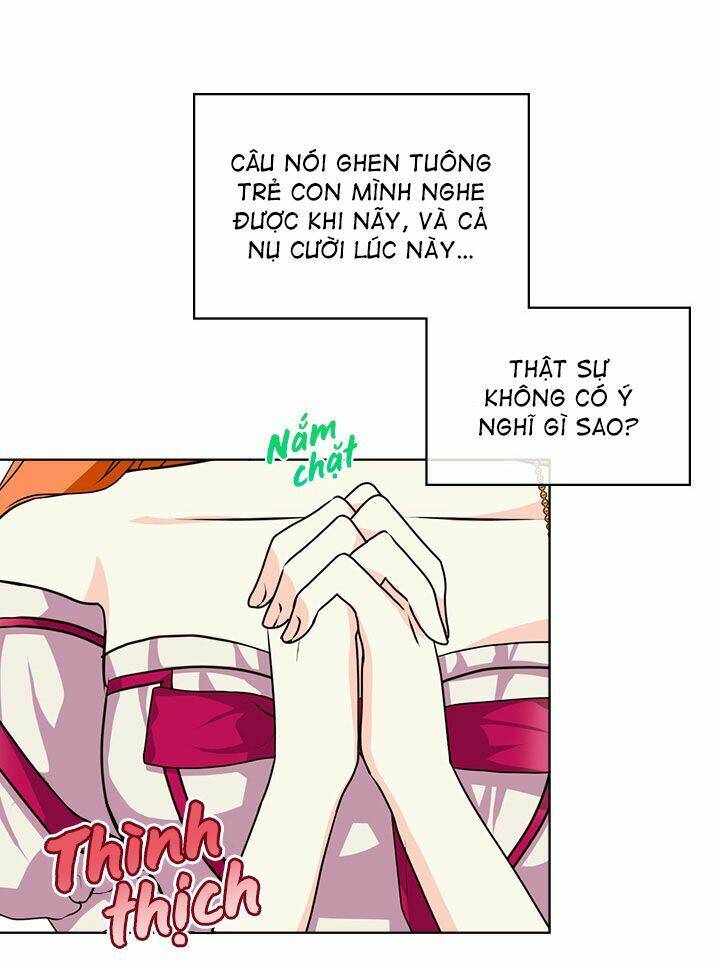 CÂU NÓI GHEN TUÔNG
TRẺ CON MÌNH NGHE
ĐƯỢC KHI NÃY, VÀ CẢ
NỤ CƯỜI LÚC NÀY...
THẬT SỰ
KHÔNG CÓ Ý
NGHĨ GÌ SAO?
Nắm
chặt
Thình
thịch